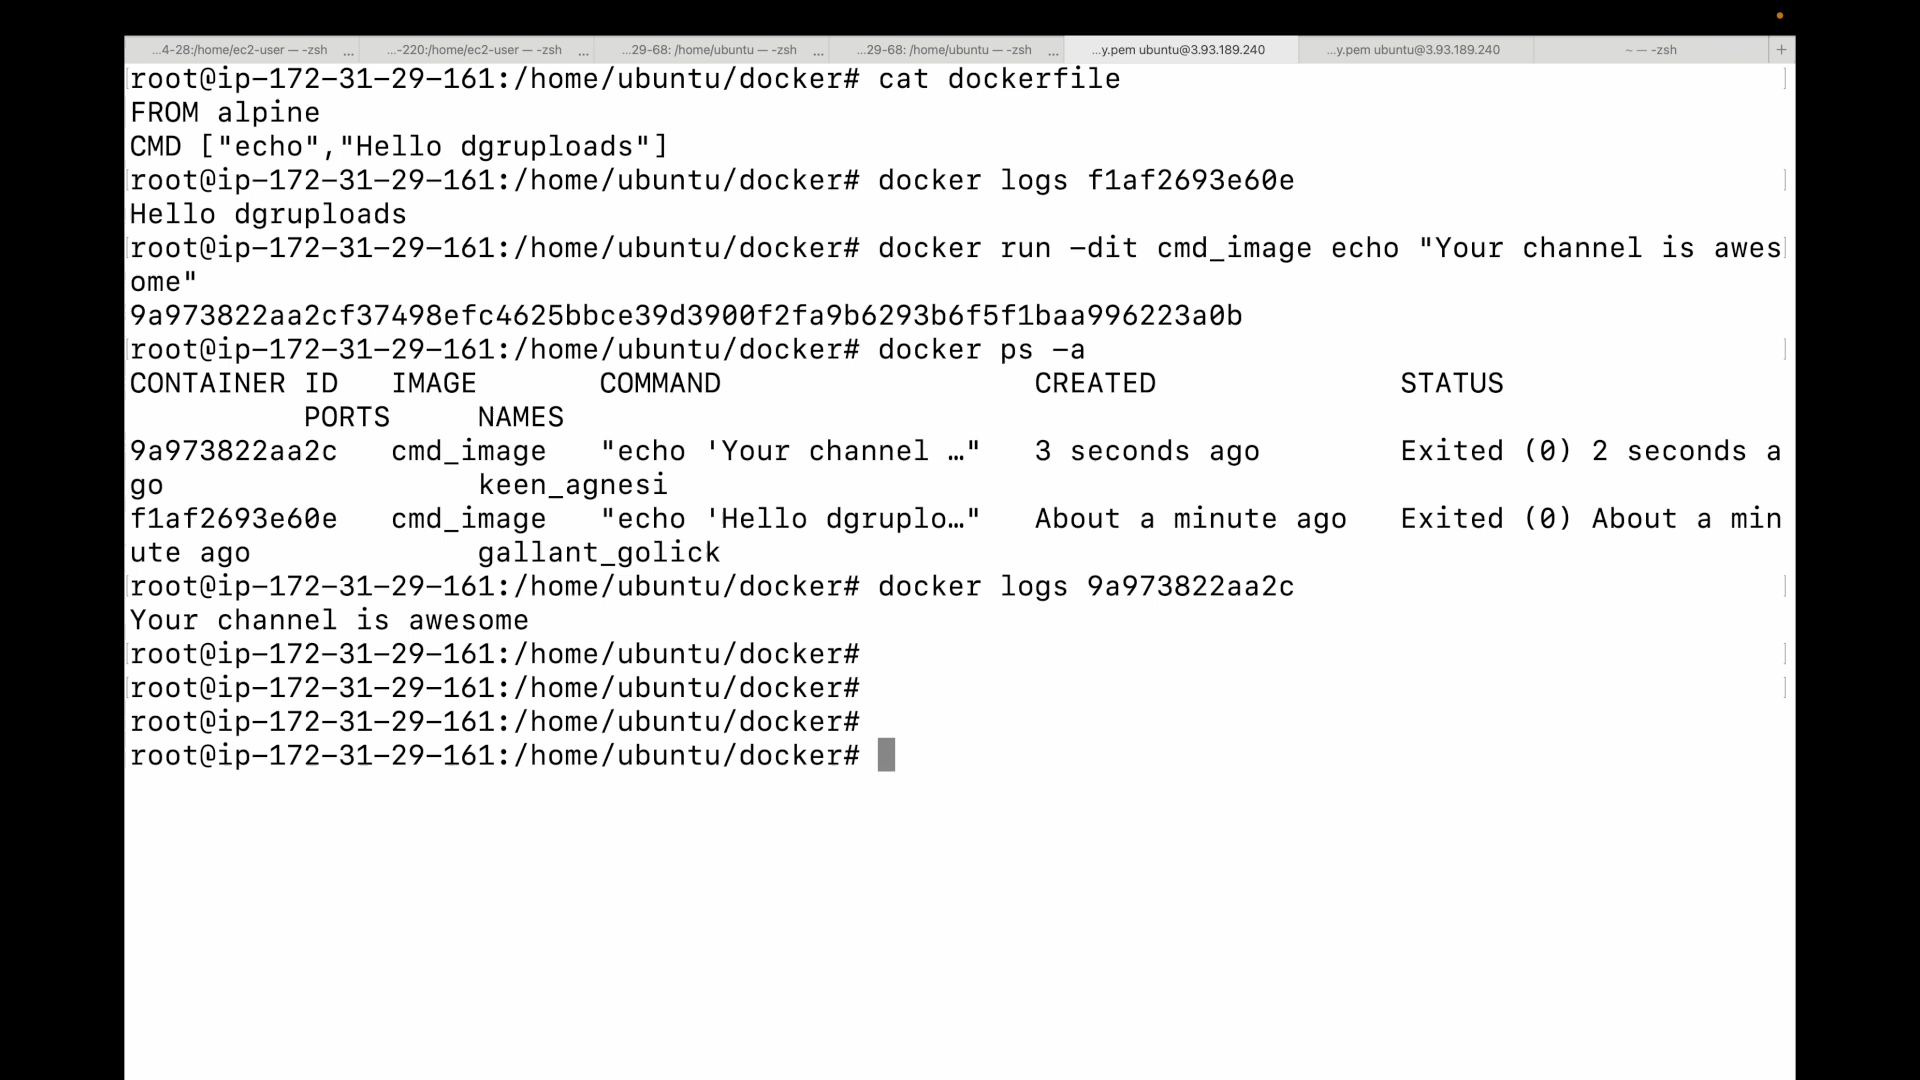 ...4-28:/home/ec2-user — -zsh ... ...-220:/home/ec2-user — -zsh ... ...29-68: /home/ubuntu — -zsh ... ...29-68: /home/ubuntu — -zsh ... ...y.pem ubuntu@3.93.189.240 ...y.pem ubuntu@3.93.189.240 ~ — -zsh +
root@ip-172-31-29-161:/home/ubuntu/docker# cat dockerfile
FROM alpine
CMD ["echo","Hello dgruploads"]
root@ip-172-31-29-161:/home/ubuntu/docker# docker logs f1af2693e60e
Hello dgruploads
root@ip-172-31-29-161:/home/ubuntu/docker# docker run -dit cmd_image echo "Your channel is awes
ome"
9a973822aa2cf37498efc4625bbce39d3900f2fa9b6293b6f5f1baa996223a0b
root@ip-172-31-29-161:/home/ubuntu/docker# docker ps -a
CONTAINER ID   IMAGE       COMMAND                  CREATED              STATUS
          PORTS     NAMES
9a973822aa2c   cmd_image   "echo 'Your channel …"   3 seconds ago        Exited (0) 2 seconds a
go                  keen_agnesi
f1af2693e60e   cmd_image   "echo 'Hello dgruplo…"   About a minute ago   Exited (0) About a min
ute ago             gallant_golick
root@ip-172-31-29-161:/home/ubuntu/docker# docker logs 9a973822aa2c
Your channel is awesome
root@ip-172-31-29-161:/home/ubuntu/docker#
root@ip-172-31-29-161:/home/ubuntu/docker#
root@ip-172-31-29-161:/home/ubuntu/docker#
root@ip-172-31-29-161:/home/ubuntu/docker#